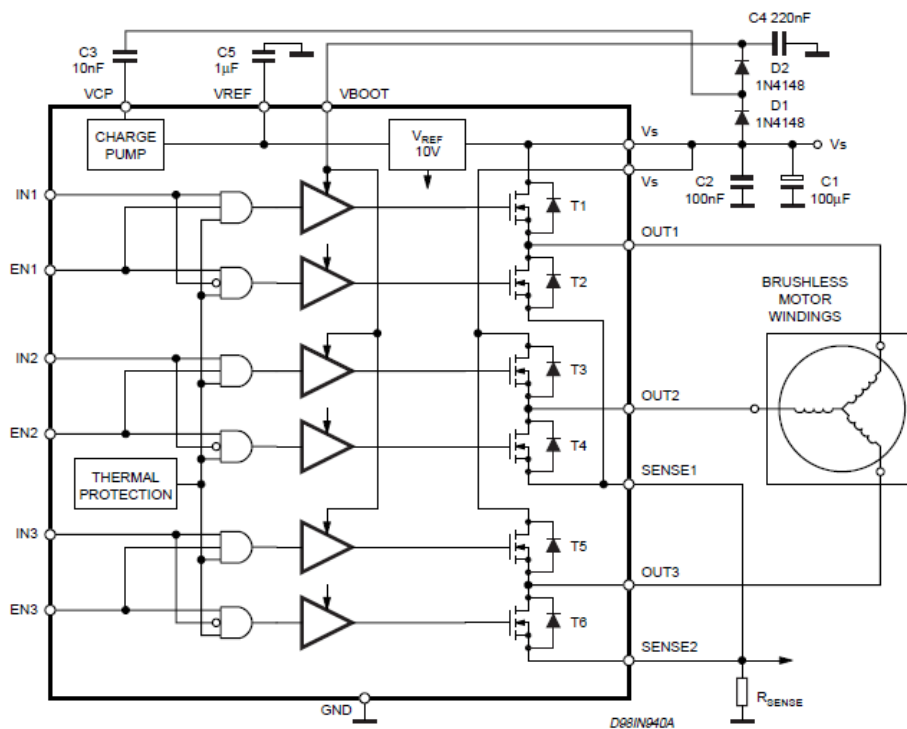 C4 220nF
C3
10nF
C5
1μF
D2
1N4148
VCP
VREF
VBOOT
D1
1N4148
CHARGE
PUMP
VREF
10V
Vs
Vs
Vs
C2
100nF
C1
100μF
IN1
T1
OUT1
EN1
T2
BRUSHLESS
MOTOR
WINDINGS
IN2
T3
OUT2
EN2
T4
THERMAL
PROTECTION
SENSE1
IN3
T5
OUT3
EN3
T6
SENSE2
GND
RSENSE
D98IN940A